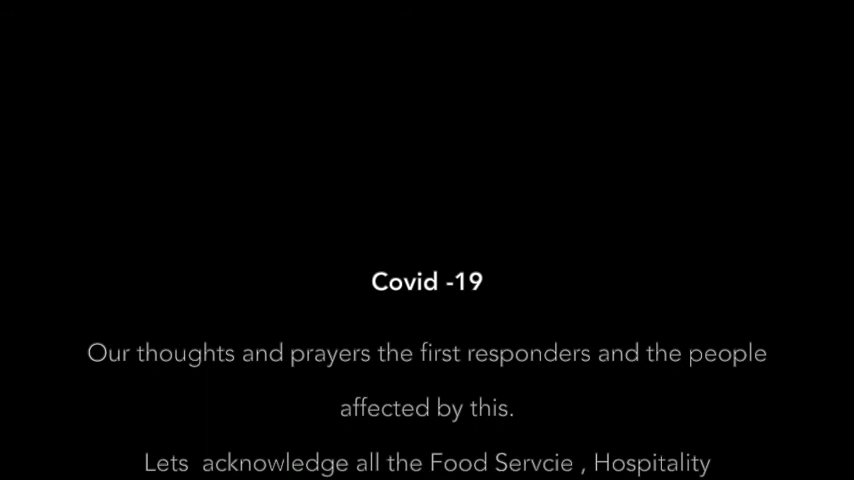 Covid -19
Our thoughts and prayers the first responders and the people
affected by this.
Lets  acknowledge all the Food Servcie , Hospitality